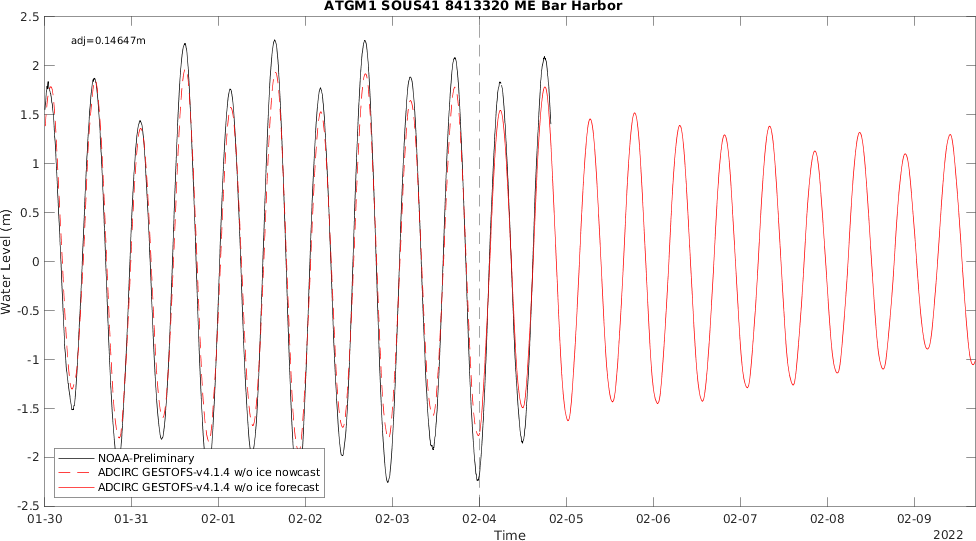 ATGM1 SOUS41 8413320 ME Bar Harbor
adj=0.14647m
2.5
2
1.5
1
0.5
0
-0.5
-1
-1.5
-2
-2.5
Water Level (m)
NOAA-Preliminary
ADCIRC GESTOFS-v4.1.4 w/o ice nowcast
ADCIRC GESTOFS-v4.1.4 w/o ice forecast
01-30 01-31 02-01 02-02 02-03 02-04 02-05 02-06 02-07 02-08 02-09
Time
2022